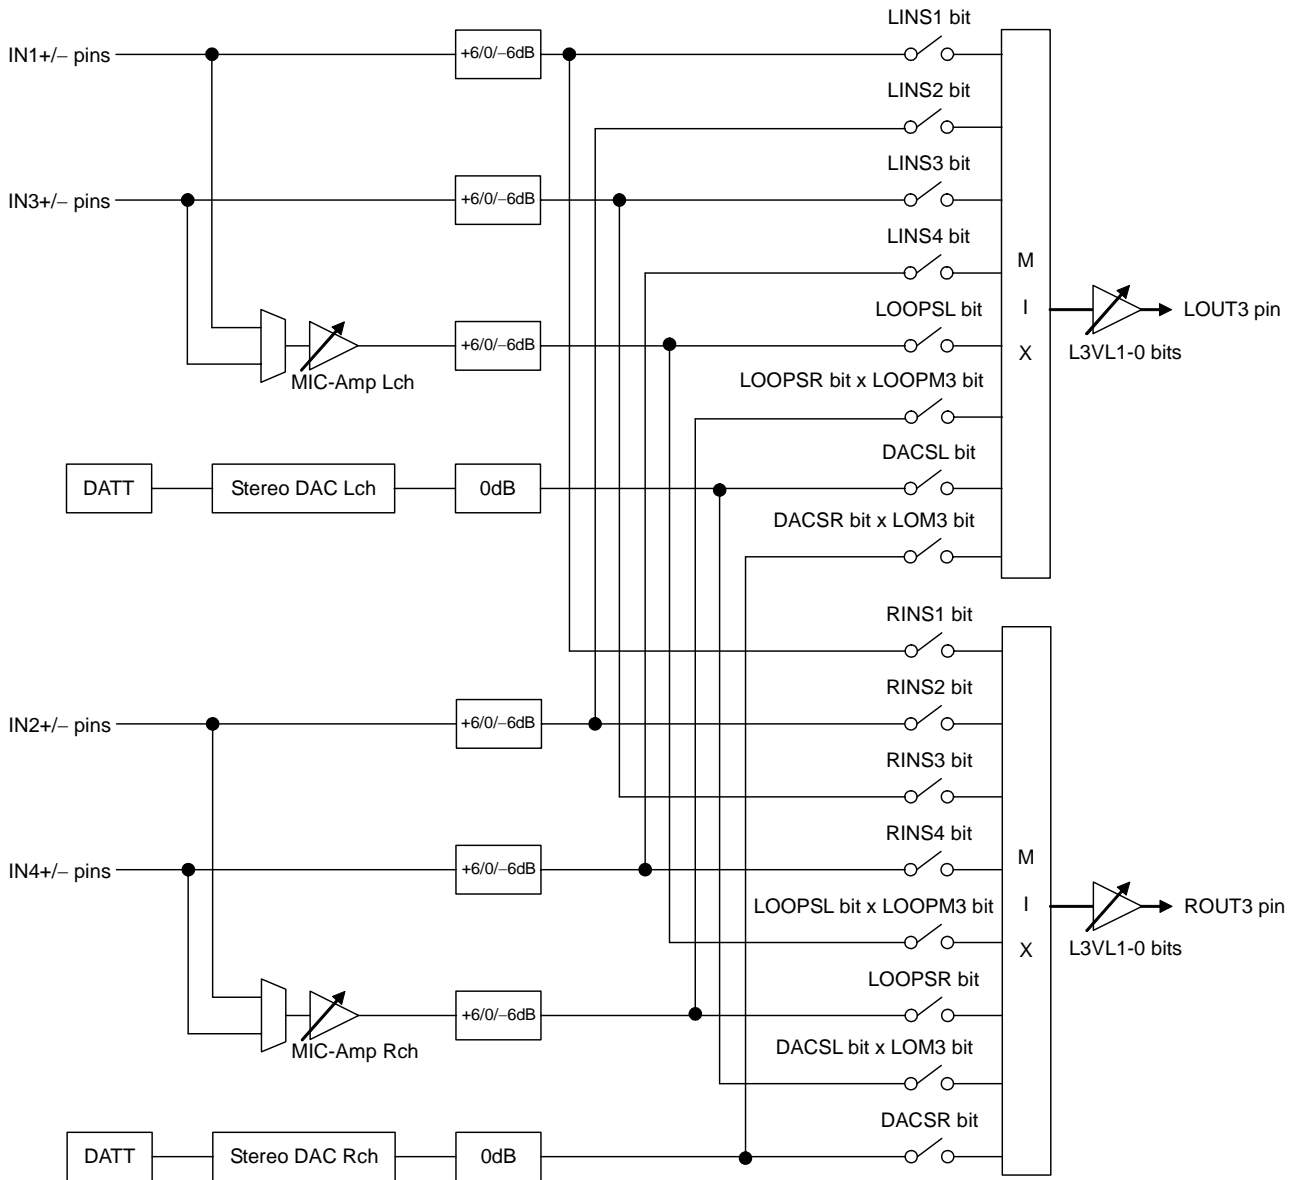 LINS1 bit
IN1+/− pins
+6/0/−6dB
LINS2 bit
LINS3 bit
IN3+/− pins
+6/0/−6dB
LINS4 bit
M
I
X
LOUT3 pin
L3VL1-0 bits
LOOPSL bit
+6/0/−6dB
MIC-Amp Lch
LOOPSR bit x LOOPM3 bit
DACSL bit
DATT
Stereo DAC Lch
0dB
DACSR bit x LOM3 bit
RINS1 bit
RINS2 bit
IN2+/− pins
+6/0/−6dB
RINS3 bit
RINS4 bit
IN4+/− pins
+6/0/−6dB
M
I
X
ROUT3 pin
L3VL1-0 bits
LOOPSL bit x LOOPM3 bit
LOOPSR bit
+6/0/−6dB
MIC-Amp Rch
DACSL bit x LOM3 bit
DACSR bit
DATT
Stereo DAC Rch
0dB